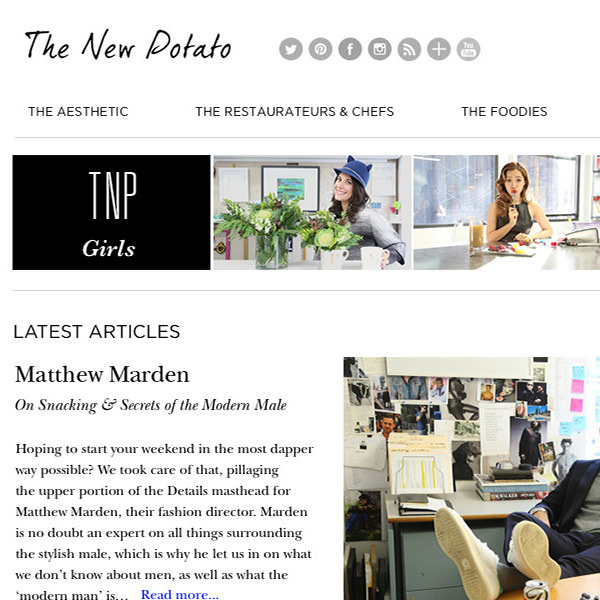 The New Potato
You Tube
THE AESTHETIC
THE RESTAURATEURS & CHEFS
THE FOODIES
TNP
Girls
LATEST ARTICLES
Matthew Marden
On Snacking & Secrets of the Modern Male
Hoping to start your weekend in the most dapper
way possible? We took care of that, pillaging
the upper portion of the Details masthead for
Matthew Marden, their fashion director. Marden
is no doubt an expert on all things surrounding
the stylish male, which is why he let us in on what
we don’t know about men, as well as what the
‘modern man’ is… Read more...